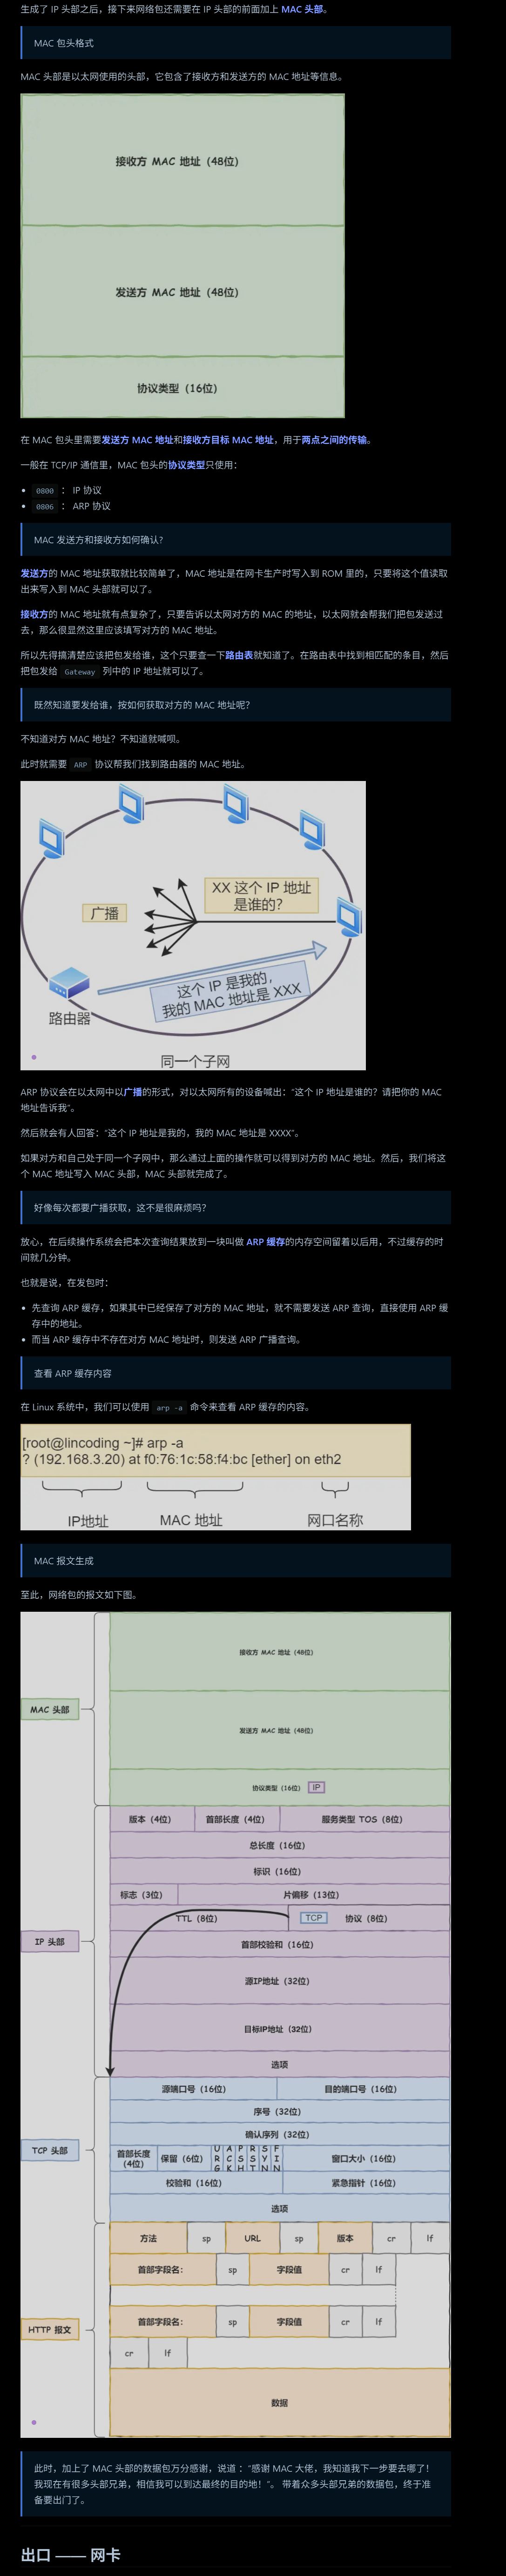 生成了 IP 头部之后，接下来网络包还需要在 IP 头部的前面加上 MAC 头部。
MAC 包头格式
MAC 头部是以太网使用的头部，它包含了接收方和发送方的 MAC 地址等信息。
接收方 MAC 地址（48位）
发送方 MAC 地址（48位）
协议类型（16位）
在 MAC 包头里需要发送方 MAC 地址和接收方目标 MAC 地址，用于两点之间的传输。
一般在 TCP/IP 通信里，MAC 包头的协议类型只使用：
0800 ： IP 协议
0806 ： ARP 协议
MAC 发送方和接收方如何确认?
发送方的 MAC 地址获取就比较简单了，MAC 地址是在网卡生产时写入到 ROM 里的，只要将这个值读取
出来写入到 MAC 头部就可以了。
接收方的 MAC 地址就有点复杂了，只要告诉以太网对方的 MAC 的地址，以太网就会帮我们把包发送过
去，那么很显然这里应该填写对方的 MAC 地址。
所以先得搞清楚应该把包发给谁，这个只要查一下路由表就知道了。在路由表中找到相匹配的条目，然后
把包发给 Gateway 列中的 IP 地址就可以了。
既然知道要发给谁，按如何获取对方的 MAC 地址呢？
不知道对方 MAC 地址？不知道就喊呗。
此时就需要 ARP 协议帮我们找到路由器的 MAC 地址。
广播
XX 这个 IP 地址
是谁的？
这个 IP 是我的，
我的 MAC 地址是 XXX
路由器
同一个子网
ARP 协议会在以太网中以广播的形式，对以太网所有的设备喊出：“这个 IP 地址是谁的？请把你的 MAC
地址告诉我”。
然后就会有人回答：“这个 IP 地址是我的，我的 MAC 地址是 XXXX”。
如果对方和自己处于同一个子网中，那么通过上面的操作就可以得到对方的 MAC 地址。然后，我们将这
个 MAC 地址写入 MAC 头部，MAC 头部就完成了。
好像每次都要广播获取，这不是很麻烦吗？
放心，在后续操作系统会把本次查询结果放到一块叫做 ARP 缓存的内存空间留着以后用，不过缓存的时
间就几分钟。
也就是说，在发包时：
先查询 ARP 缓存，如果其中已经保存了对方的 MAC 地址，就不需要发送 ARP 查询，直接使用 ARP 缓
存中的地址。
而当 ARP 缓存中不存在对方 MAC 地址时，则发送 ARP 广播查询。
查看 ARP 缓存内容
在 Linux 系统中，我们可以使用 arp -a 命令来查看 ARP 缓存的内容。
[root@lincoding ~]# arp -a
? (192.168.3.20) at f0:76:1c:58:f4:bc [ether] on eth2
IP地址 MAC 地址 网口名称
MAC 报文生成
至此，网络包的报文如下图。
接收方 MAC 地址（48位）
MAC 头部
发送方 MAC 地址（48位）
协议类型（16位） IP
版本（4位） 首部长度（4位） 服务类型 TOS（8位）
总长度（16位）
标识（16位）
标志（3位） 片偏移（13位）
TTL（8位） TCP 协议（8位）
IP 头部
首部校验和（16位）
源IP地址（32位）
目标IP地址（32位）
选项
源端口号（16位） 目的端口号（16位）
序号（32位）
确认序列（32位）
TCP 头部
首部长度
（4位） 保留（6位） URG ACK PSH RST SYN FIN 窗口大小（16位）
校验和（16位） 紧急指针（16位）
选项
方法 sp URL sp 版本 cr lf
首部字段名： sp 字段值 cr lf
HTTP 报文
首部字段名： sp 字段值 cr lf
cr lf
数据
此时，加上了 MAC 头部的数据包万分感谢，说道 ：“感谢 MAC 大佬，我知道我下一步要去哪了！
我现在有很多头部兄弟，相信我可以到达最终的目的地！”。 带着众多头部兄弟的数据包，终于准
备要出门了。
出口 —— 网卡